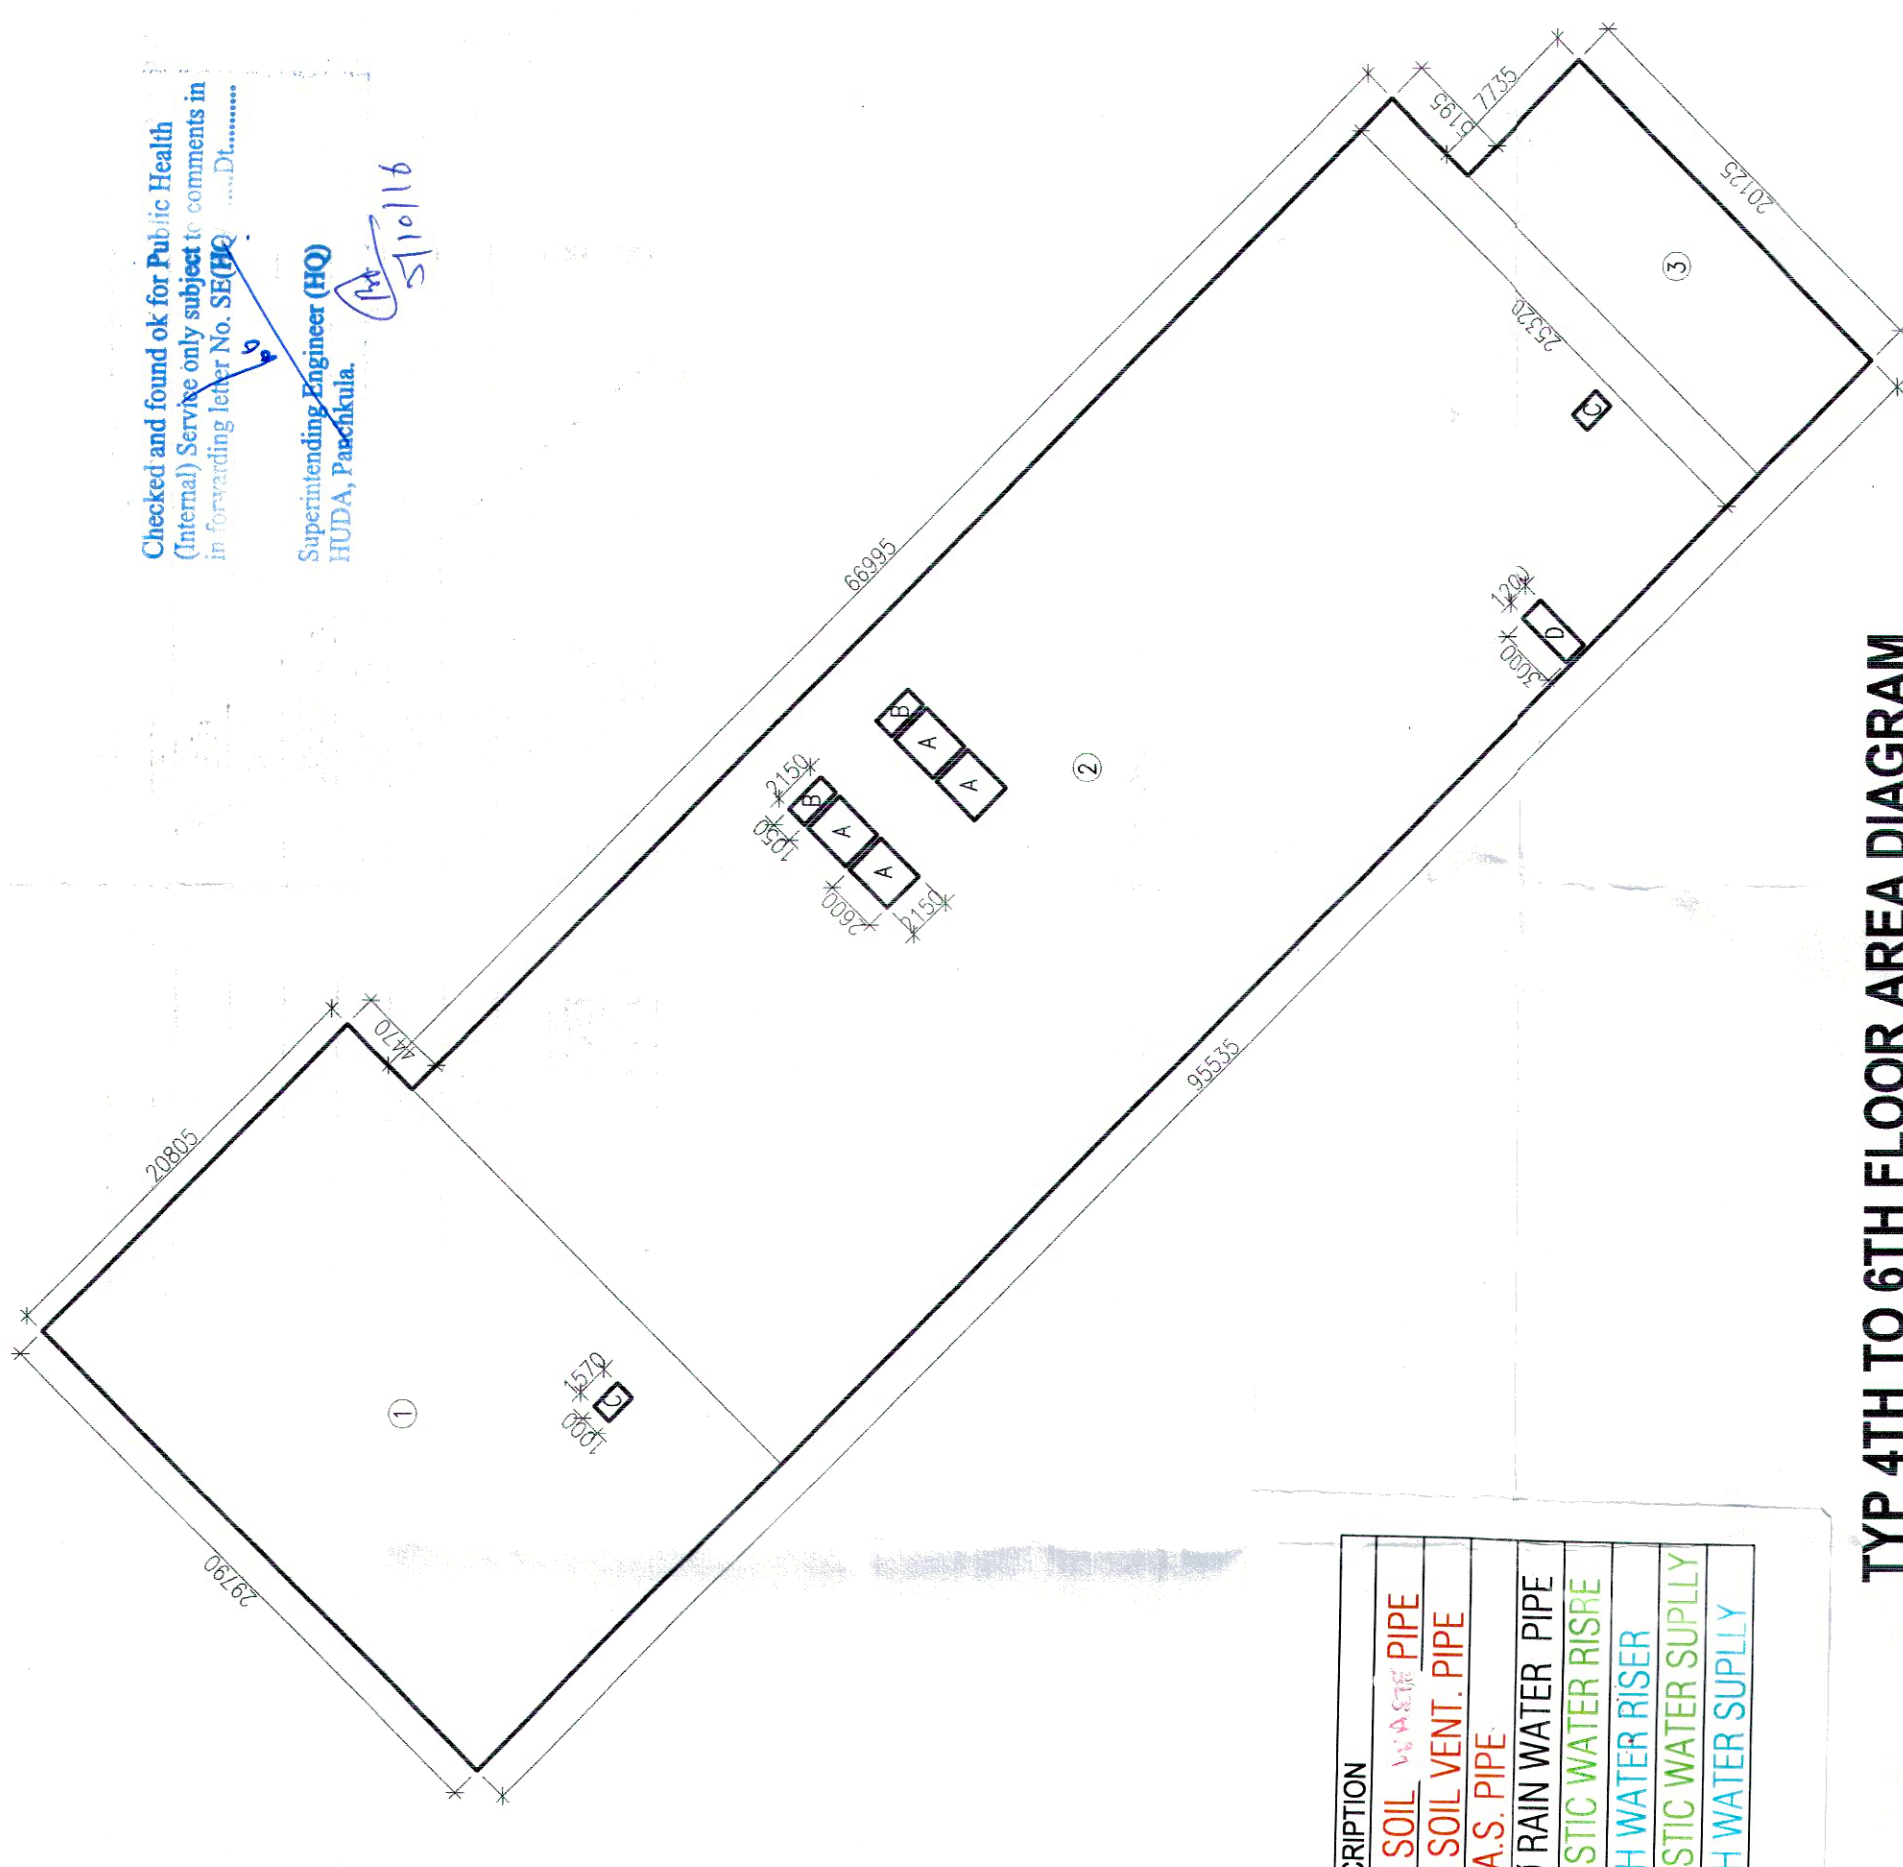 Checked and found ok for Public Health
(Internal) Service only subject to comments in
in forwarding letter No. SE(HQ ......Dt..........
Superintending Engineer (HQ)
HUDA, Panchkula.
5/10/16
29790
20805
4470
66995
5195
7735
20125
25320
95535
1
2
3
1570
1000
C
2150
1050
B
A
A
2600
2150
B
A
A
1200
3000
D
C
CRIPTION
SOIL WASTE PIPE
SOIL VENT. PIPE
A.S. PIPE
RAIN WATER PIPE
STIC WATER RISRE
H WATER RISER
STIC WATER SUPLLY
H WATER SUPLLY
TYP 4TH TO 6TH FLOOR AREA DIAGRAM